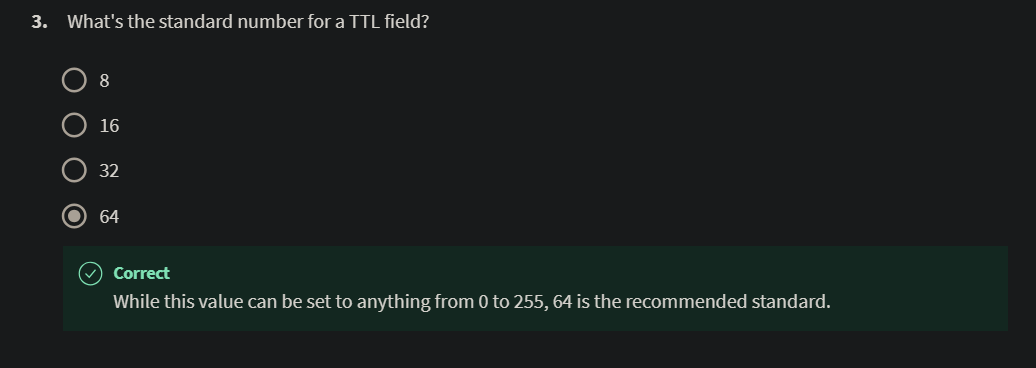 3. What's the standard number for a TTL field?
8
16
32
64
Correct
While this value can be set to anything from 0 to 255, 64 is the recommended standard.